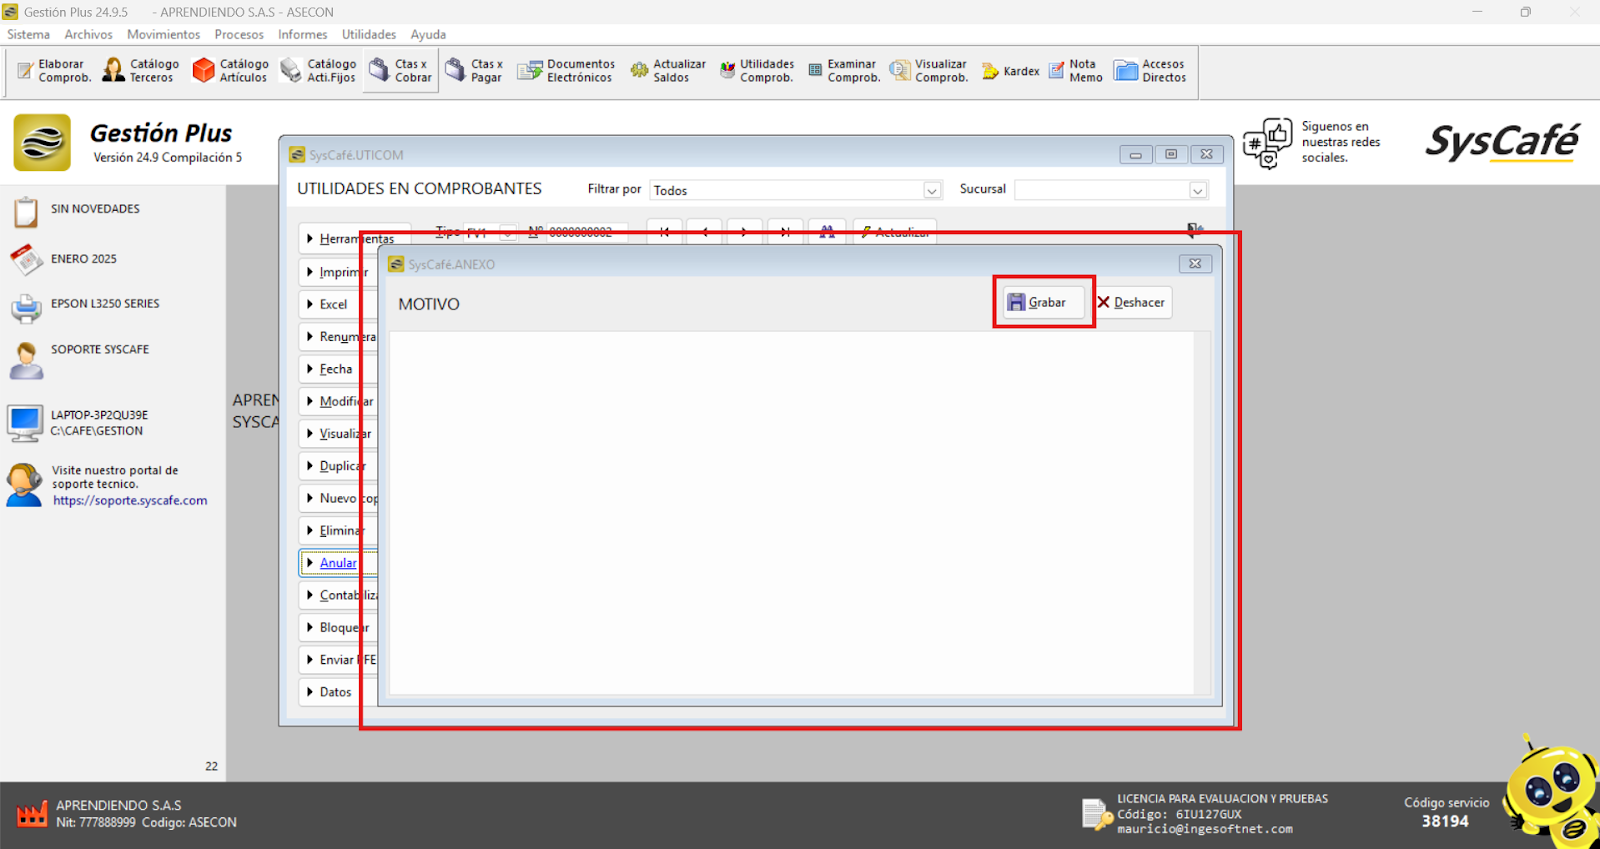 Gestión Plus 24.9.5 - APRENDIENDO S.A.S - ASECON
Sistema Archivos Movimientos Procesos Informes Utilidades Ayuda
Elaborar Comprob.
Catálogo Terceros
Catálogo Artículos
Catálogo Acti.Fijos
Ctas x Cobrar
Ctas x Pagar
Documentos Electrónicos
Actualizar Saldos
Utilidades Comprob.
Examinar Comprob.
Visualizar Comprob.
Kardex
Nota Memo
Accesos Directos
Gestión Plus
Versión 24.9 Compilación 5
#
Siguenos en
nuestras redes
sociales.
SysCafé
SIN NOVEDADES
ENERO 2025
EPSON L3250 SERIES
SOPORTE SYSCAFE
LAPTOP-3P2QU39E
C:\CAFE\GESTION
Visite nuestro portal de
soporte tecnico.
https://soporte.syscafe.com
22
APREN
SYSCA
SysCafé.UTICOM
UTILIDADES EN COMPROBANTES Filtrar por Todos Sucursal
Tipo FV1 Nº 0000000002 Actualizar
Herramientas
Imprimir
Excel
Renumera
Fecha
Modificar
Visualizar
Duplicar
Nuevo cop
Eliminar
Anular
Contabiliza
Bloquear
Enviar PFE
Datos
SysCafé.ANEXO
MOTIVO Grabar Deshacer
APRENDIENDO S.A.S
Nit: 777888999 Codigo: ASECON
LICENCIA PARA EVALUACION Y PRUEBAS
Código: 6IU127GUX
mauricio@ingesoftnet.com
Código servicio
38194